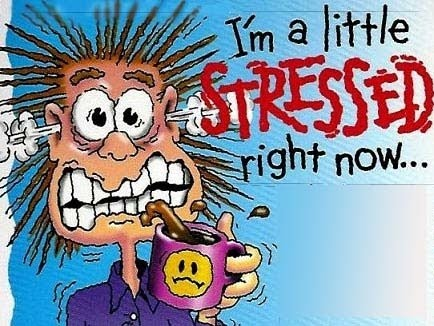 I'm a little
STRESSED
right now...